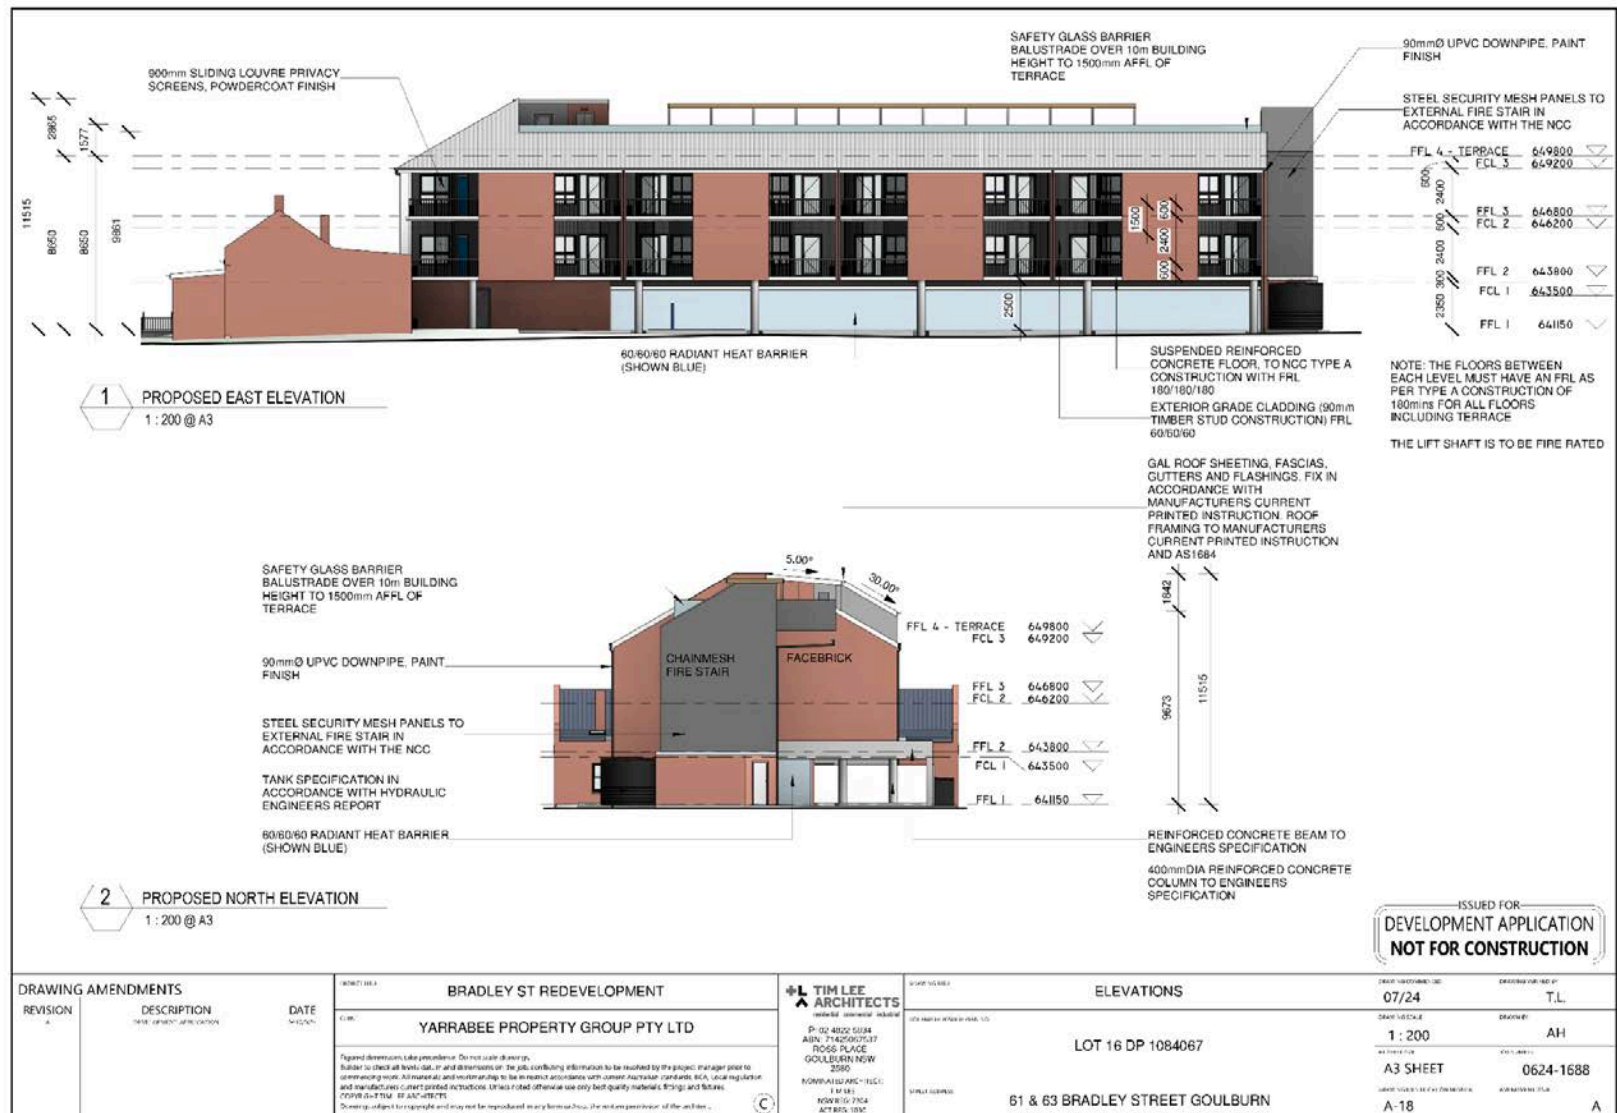 SAFETY GLASS BARRIER
BALUSTRADE OVER 10m BUILDING
HEIGHT TO 1500mm AFFL OF
TERRACE
90mmØ UPVC DOWNPIPE, PAINT
FINISH
900mm SLIDING LOUVRE PRIVACY
SCREENS, POWDERCOAT FINISH
STEEL SECURITY MESH PANELS TO
EXTERNAL FIRE STAIR IN
ACCORDANCE WITH THE NCC
FFL 4 - TERRACE 649800
FCL 3 649200
FFL 3 646800
FCL 2 646200
FFL 2 643800
FCL 1 643500
FFL 1 641150
2865
1577
11515
8650
8650
9861
1500
600
2400
600
2500
600
2400
600
2400
300
2350
60/60/60 RADIANT HEAT BARRIER
(SHOWN BLUE)
SUSPENDED REINFORCED
CONCRETE FLOOR, TO NCC TYPE A
CONSTRUCTION WITH FRL
180/180/180
EXTERIOR GRADE CLADDING (90mm
TIMBER STUD CONSTRUCTION) FRL
60/60/60
NOTE: THE FLOORS BETWEEN
EACH LEVEL MUST HAVE AN FRL AS
PER TYPE A CONSTRUCTION OF
180mins FOR ALL FLOORS
INCLUDING TERRACE
THE LIFT SHAFT IS TO BE FIRE RATED
1 PROPOSED EAST ELEVATION
1 : 200 @ A3
GAL ROOF SHEETING, FASCIAS,
GUTTERS AND FLASHINGS. FIX IN
ACCORDANCE WITH
MANUFACTURERS CURRENT
PRINTED INSTRUCTION. ROOF
FRAMING TO MANUFACTURERS
CURRENT PRINTED INSTRUCTION
AND AS1684
SAFETY GLASS BARRIER
BALUSTRADE OVER 10m BUILDING
HEIGHT TO 1500mm AFFL OF
TERRACE
5.00°
30.00°
1842
9673
11515
FFL 4 - TERRACE 649800
FCL 3 649200
FFL 3 646800
FCL 2 646200
FFL 2 643800
FCL 1 643500
FFL 1 641150
CHAINMESH
FIRE STAIR
FACEBRICK
90mmØ UPVC DOWNPIPE, PAINT
FINISH
STEEL SECURITY MESH PANELS TO
EXTERNAL FIRE STAIR IN
ACCORDANCE WITH THE NCC
TANK SPECIFICATION IN
ACCORDANCE WITH HYDRAULIC
ENGINEERS REPORT
60/60/60 RADIANT HEAT BARRIER
(SHOWN BLUE)
REINFORCED CONCRETE BEAM TO
ENGINEERS SPECIFICATION
400mmDIA REINFORCED CONCRETE
COLUMN TO ENGINEERS
SPECIFICATION
2 PROPOSED NORTH ELEVATION
1 : 200 @ A3
ISSUED FOR
DEVELOPMENT APPLICATION
NOT FOR CONSTRUCTION
DRAWING AMENDMENTS
REVISION DESCRIPTION DATE
BRADLEY ST REDEVELOPMENT
YARRABEE PROPERTY GROUP PTY LTD
Figured dimensions take precedence. Do not scale drawings.
TIM LEE
ARCHITECTS
residential commercial industrial
ROSS PLACE
GOULBURN NSW
2580
ELEVATIONS
LOT 16 DP 1084067
61 & 63 BRADLEY STREET GOULBURN
07/24
T.L.
1 : 200
AH
A3 SHEET
0624-1688
A-18
A